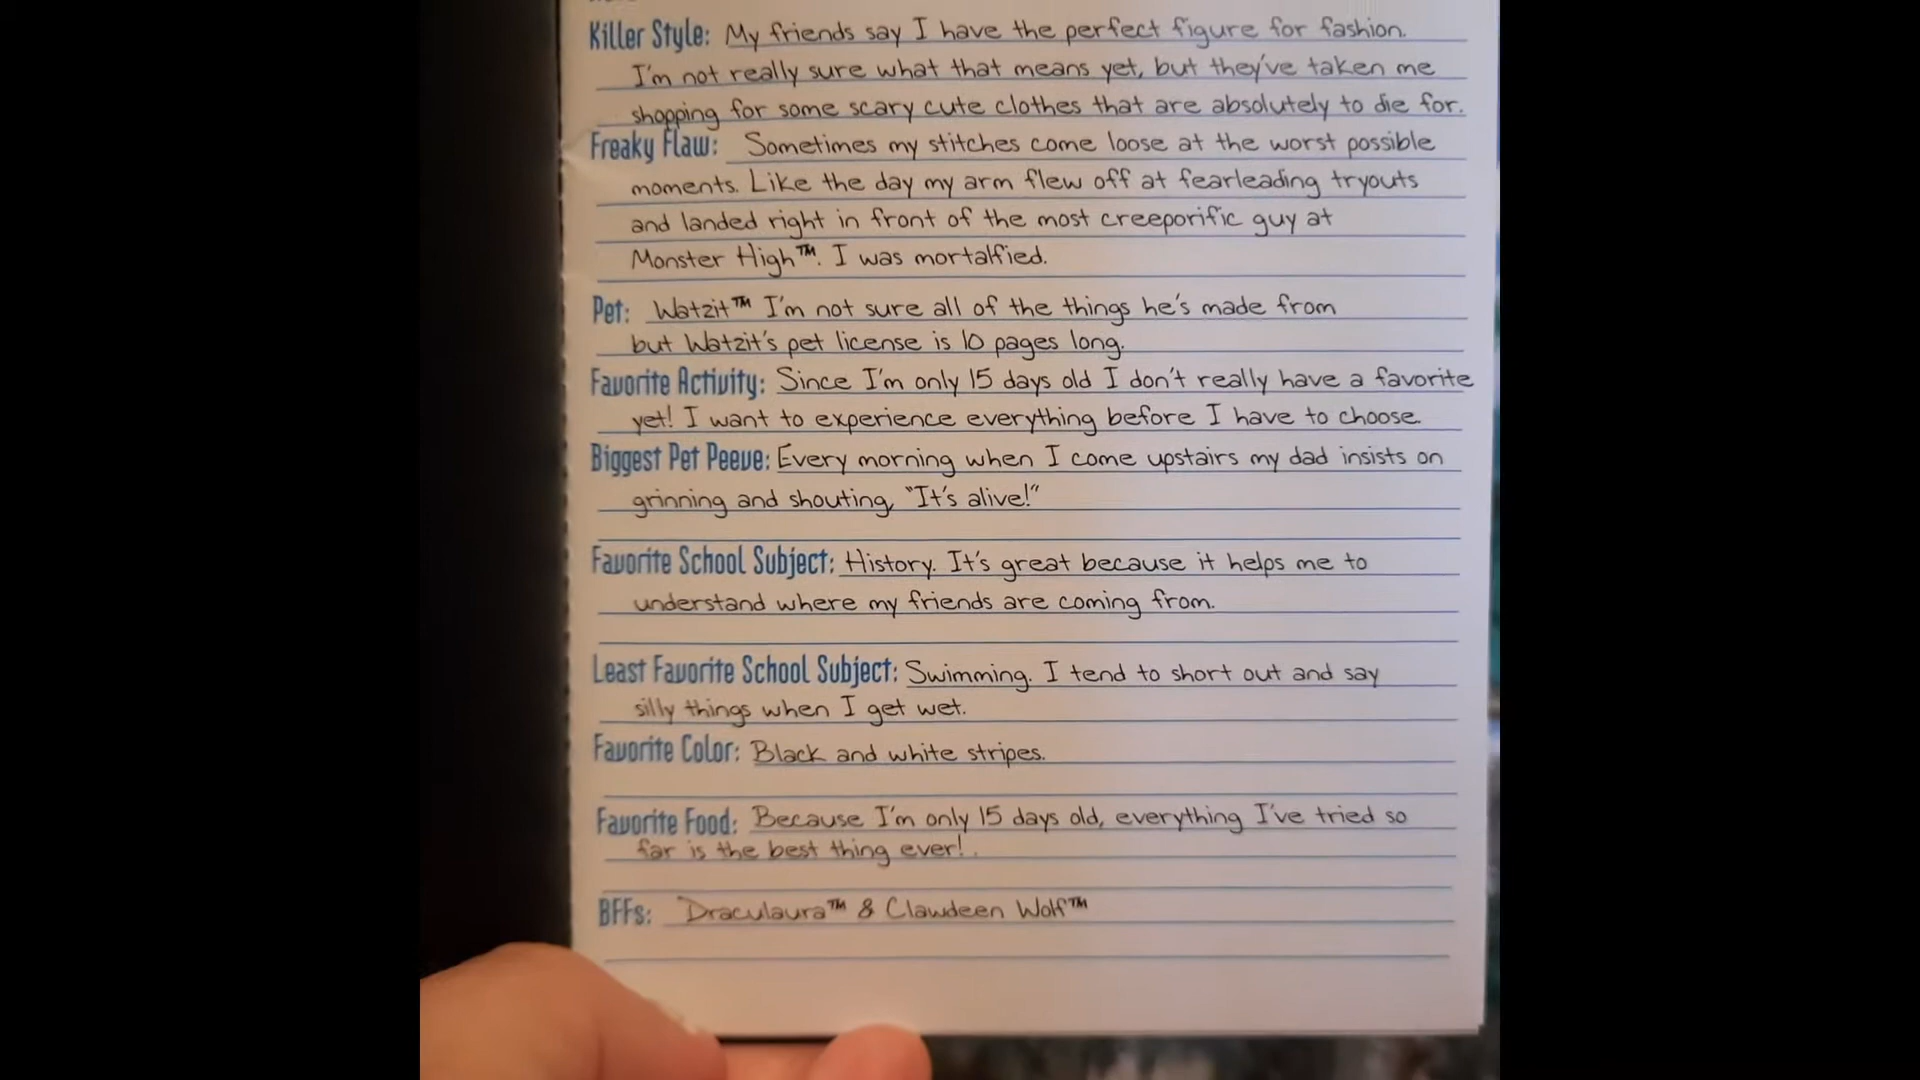 Killer Style: My friends say I have the perfect figure for fashion.
I'm not really sure what that means yet, but they've taken me
shopping for some scary cute clothes that are absolutely to die for.
Freaky Flaw: Sometimes my stitches come loose at the worst possible
moments. Like the day my arm flew off at fearleading tryouts
and landed right in front of the most creeporific guy at
Monster High™. I was mortalfied.
Pet: Watzit™ I'm not sure all of the things he's made from
but Watzit's pet license is 10 pages long.
Favorite Activity: Since I'm only 15 days old I don't really have a favorite
yet! I want to experience everything before I have to choose.
Biggest Pet Peeve: Every morning when I come upstairs my dad insists on
grinning and shouting, "It's alive!"
Favorite School Subject: History. It's great because it helps me to
understand where my friends are coming from.
Least Favorite School Subject: Swimming. I tend to short out and say
silly things when I get wet.
Favorite Color: Black and white stripes.
Favorite Food: Because I'm only 15 days old, everything I've tried so
far is the best thing ever!
BFFs: Draculaura™ & Clawdeen Wolf™